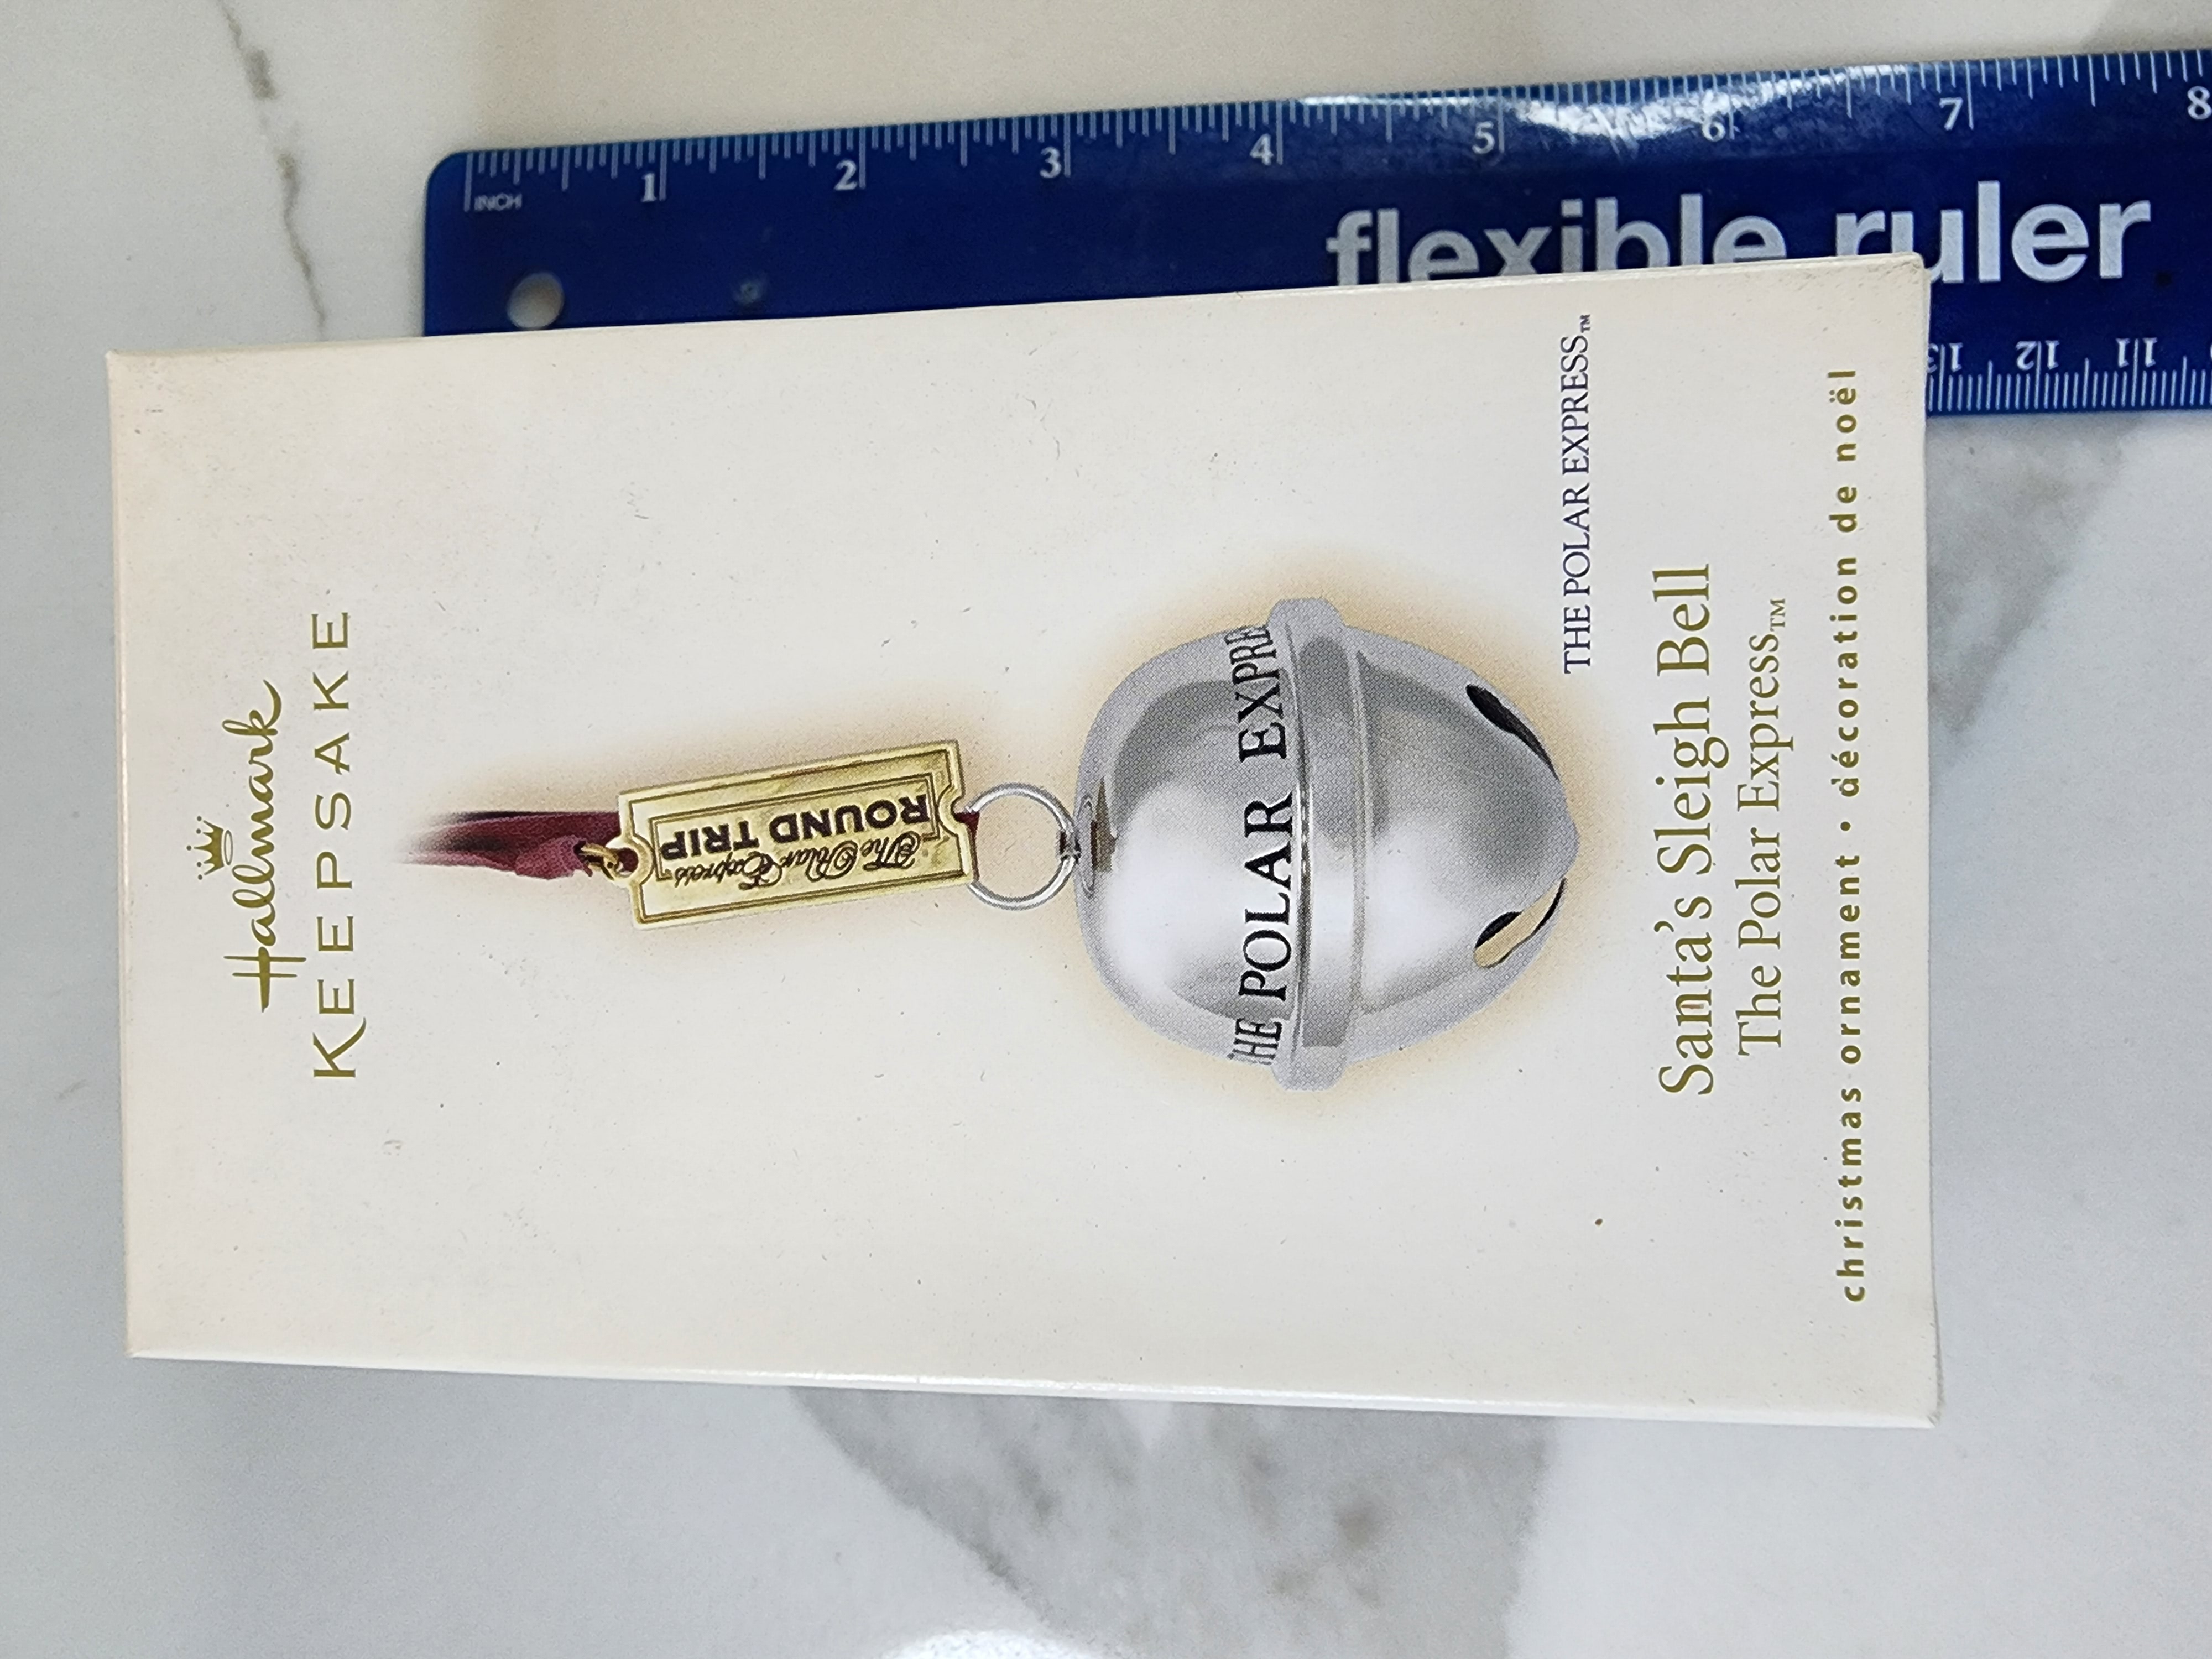 Hallmark
KEEPSAKE
The Polar Express
ROUND TRIP
THE POLAR EXPRE
THE POLAR EXPRESS™
Santa's Sleigh Bell
The Polar Express™
christmas ornament • décoration de noël
INCH 1 2 3 4 5 6 7 8
flexible ruler
13 12 11